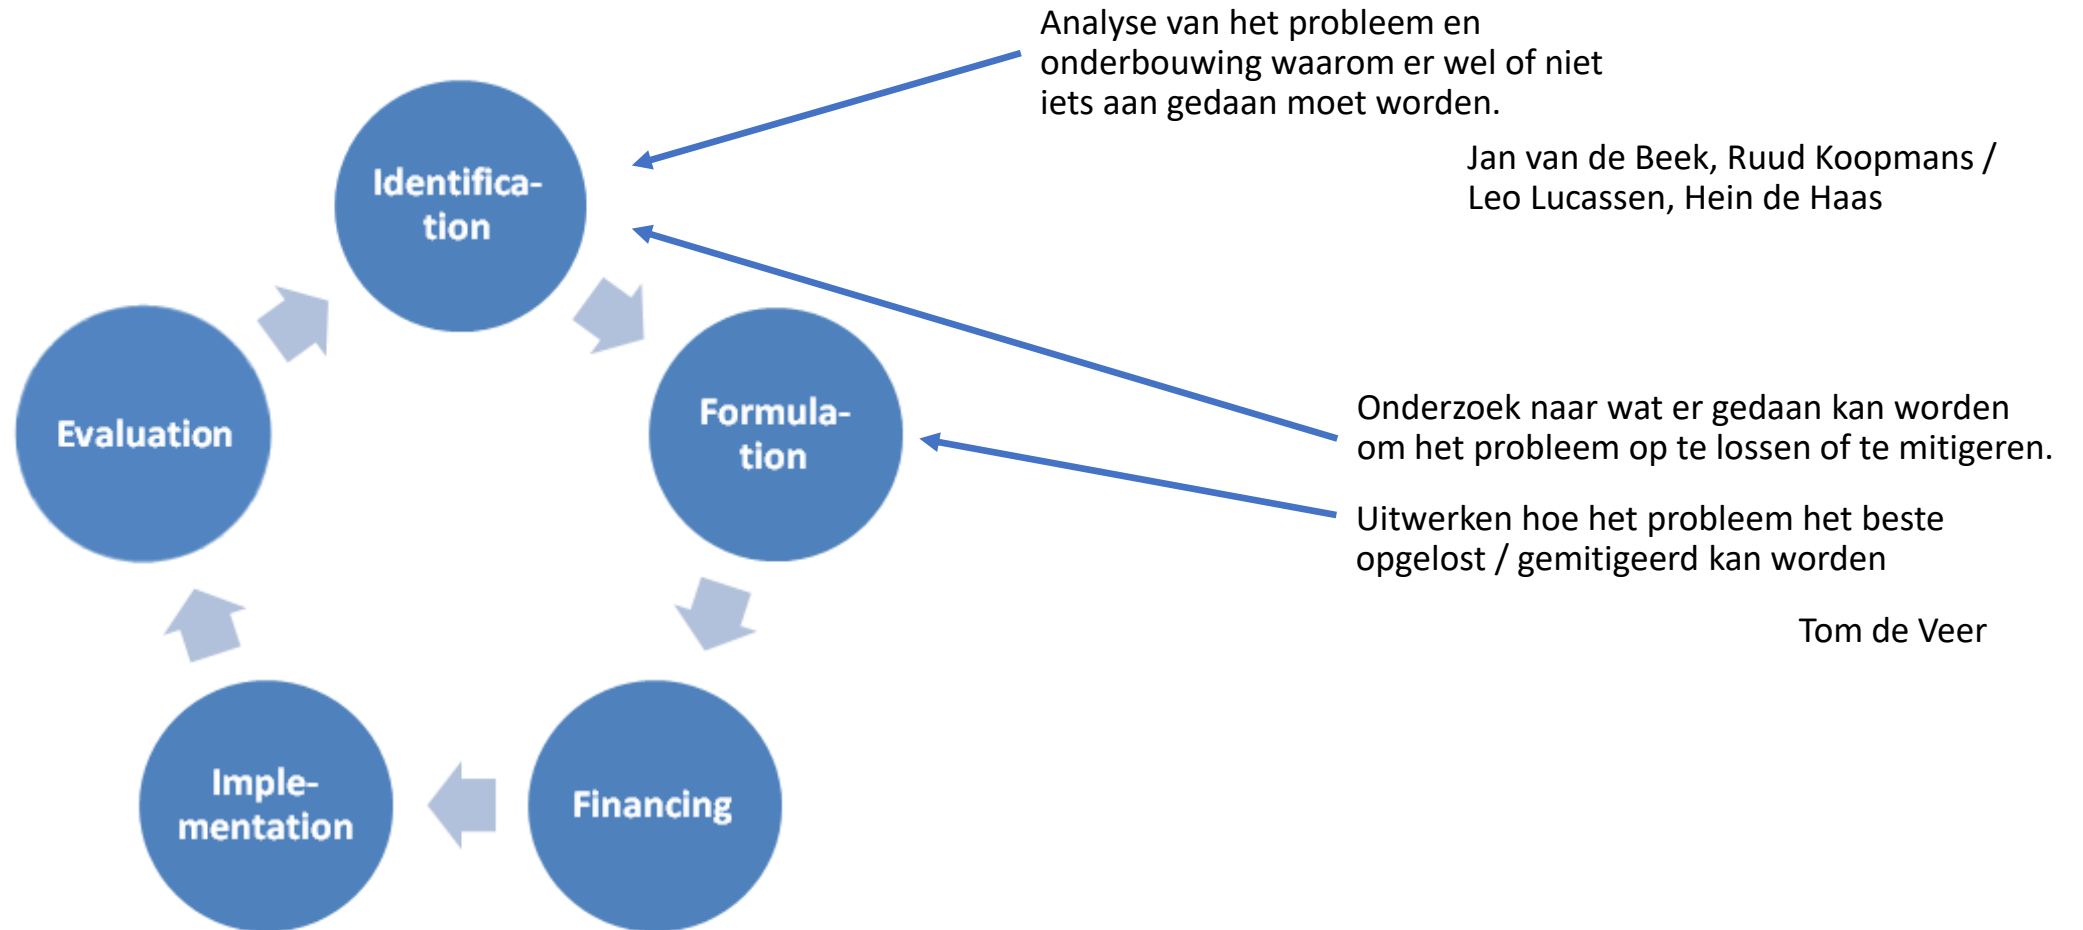 Analyse van het probleem en
onderbouwing waarom er wel of niet
iets aan gedaan moet worden.
Jan van de Beek, Ruud Koopmans /
Leo Lucassen, Hein de Haas
Identifica-
tion
Formula-
tion
Evaluation
Onderzoek naar wat er gedaan kan worden
om het probleem op te lossen of te mitigeren.
Uitwerken hoe het probleem het beste
opgelost / gemitigeerd kan worden
Tom de Veer
Imple-
mentation
Financing